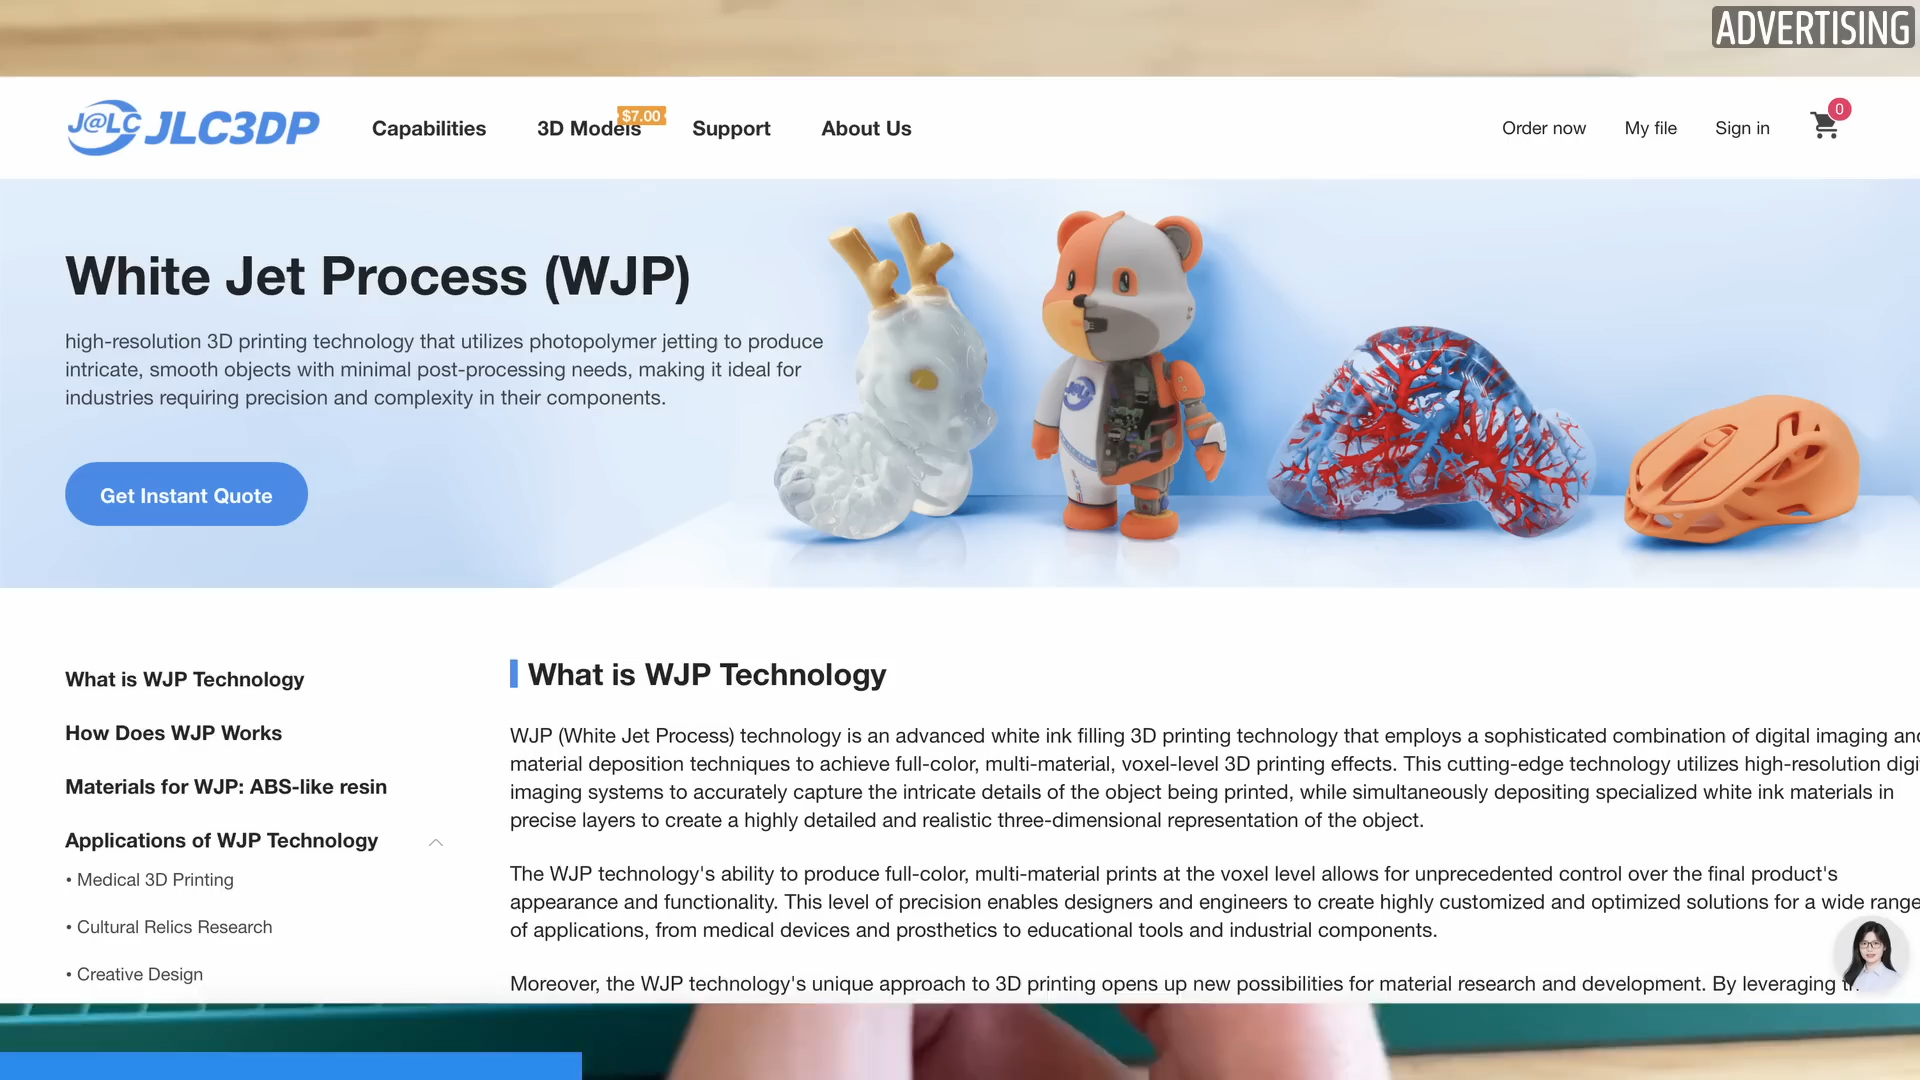 ADVERTISING
J@LC JLC3DP
Capabilities
3D Models
$7.00
Support
About Us
Order now
My file
Sign in
0
White Jet Process (WJP)
high-resolution 3D printing technology that utilizes photopolymer jetting to produce
intricate, smooth objects with minimal post-processing needs, making it ideal for
industries requiring precision and complexity in their components.
Get Instant Quote
JLC3DP
What is WJP Technology
How Does WJP Works
Materials for WJP: ABS-like resin
Applications of WJP Technology
• Medical 3D Printing
• Cultural Relics Research
• Creative Design
What is WJP Technology
WJP (White Jet Process) technology is an advanced white ink filling 3D printing technology that employs a sophisticated combination of digital imaging and
material deposition techniques to achieve full-color, multi-material, voxel-level 3D printing effects. This cutting-edge technology utilizes high-resolution digi
imaging systems to accurately capture the intricate details of the object being printed, while simultaneously depositing specialized white ink materials in
precise layers to create a highly detailed and realistic three-dimensional representation of the object.
The WJP technology's ability to produce full-color, multi-material prints at the voxel level allows for unprecedented control over the final product's
appearance and functionality. This level of precision enables designers and engineers to create highly customized and optimized solutions for a wide range
of applications, from medical devices and prosthetics to educational tools and industrial components.
Moreover, the WJP technology's unique approach to 3D printing opens up new possibilities for material research and development. By leveraging